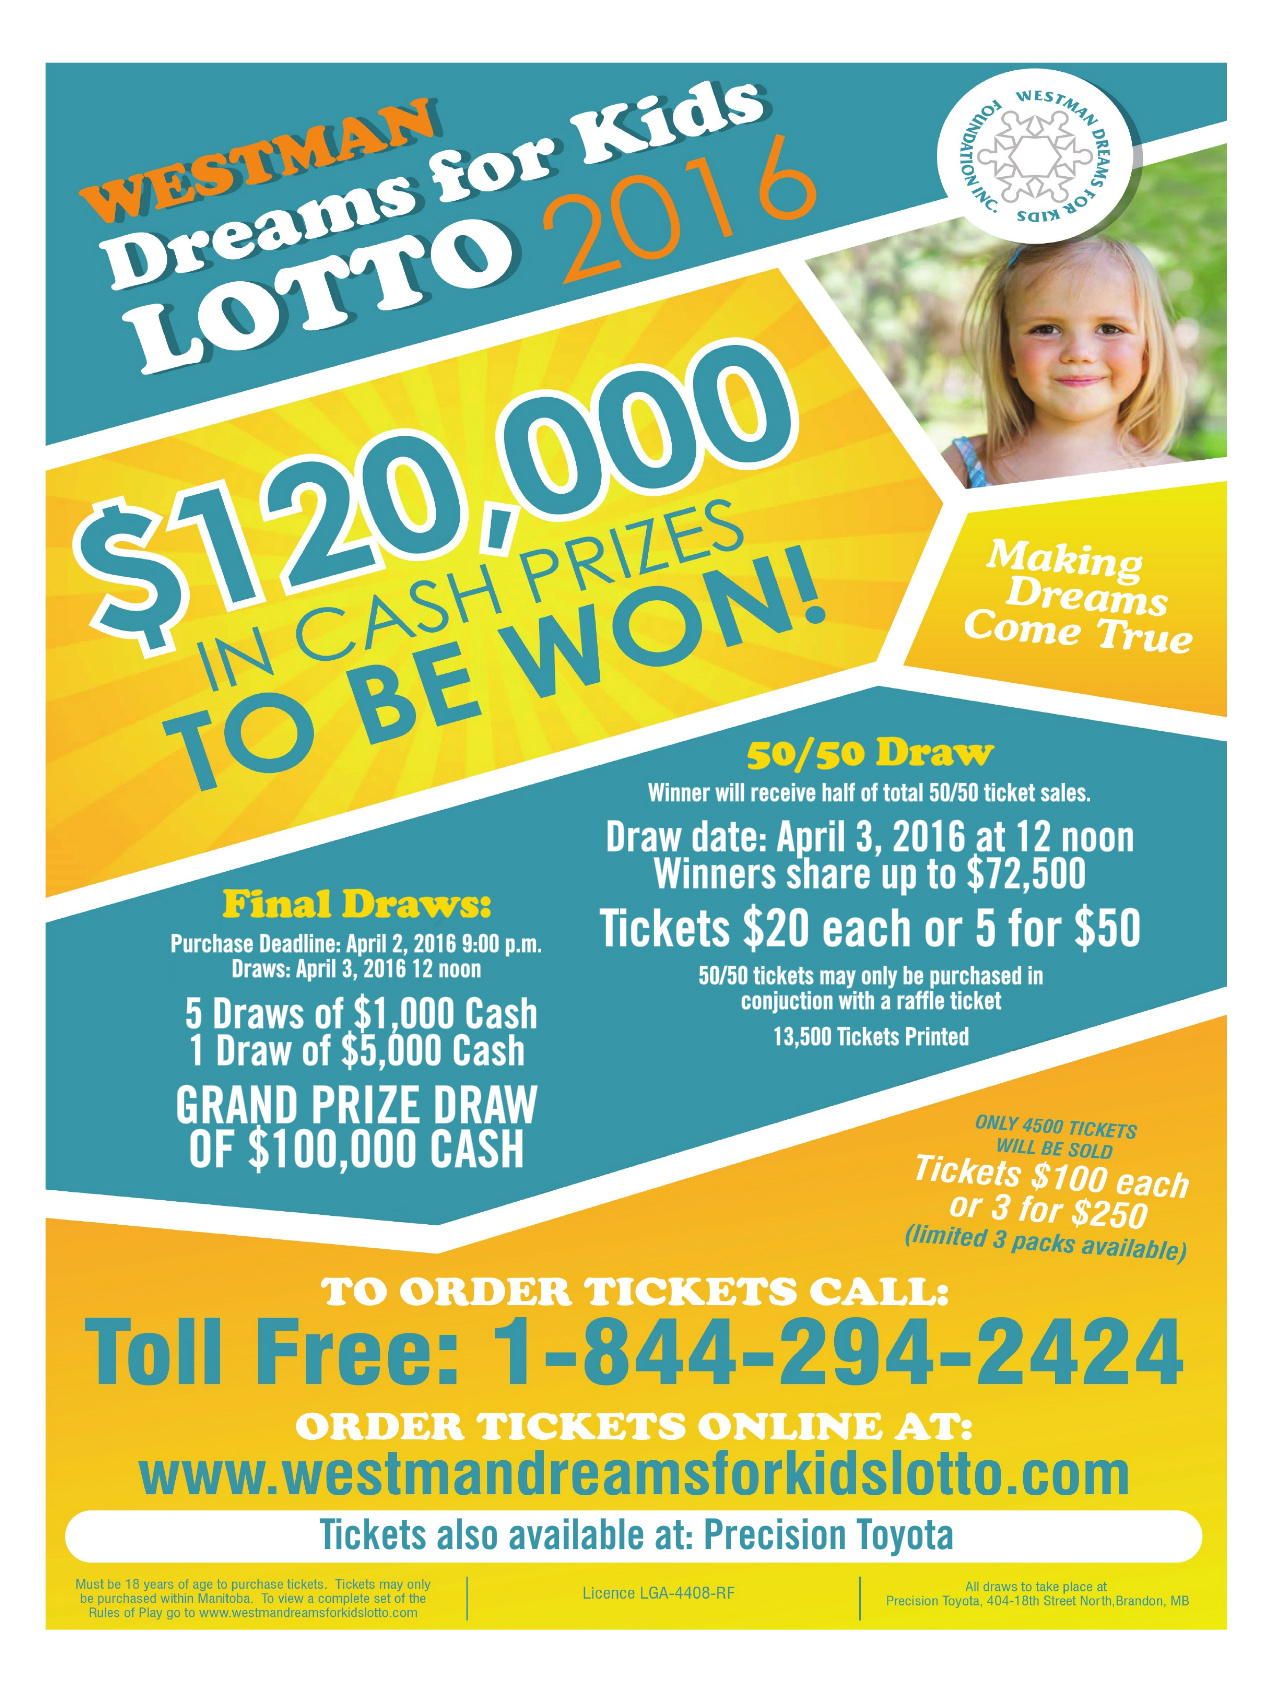 WESTMAN
Dreams for Kids
LOTTO 2016
WESTMAN DREAMS FOR KIDS FOUNDATION INC.
$120,000
IN CASH PRIZES
TO BE WON!
Making
Dreams
Come True
50/50 Draw
Winner will receive half of total 50/50 ticket sales.
Draw date: April 3, 2016 at 12 noon
Winners share up to $72,500
Tickets $20 each or 5 for $50
50/50 tickets may only be purchased in
conjuction with a raffle ticket
13,500 Tickets Printed
Final Draws:
Purchase Deadline: April 2, 2016 9:00 p.m.
Draws: April 3, 2016 12 noon
5 Draws of $1,000 Cash
1 Draw of $5,000 Cash
GRAND PRIZE DRAW
OF $100,000 CASH
ONLY 4500 TICKETS
WILL BE SOLD
Tickets $100 each
or 3 for $250
(limited 3 packs available)
TO ORDER TICKETS CALL:
Toll Free: 1-844-294-2424
ORDER TICKETS ONLINE AT:
www.westmandreamsforkidslotto.com
Tickets also available at: Precision Toyota
Must be 18 years of age to purchase tickets. Tickets may only
be purchased within Manitoba. To view a complete set of the
Rules of Play go to www.westmandreamsforkidslotto.com
Licence LGA-4408-RF
All draws to take place at
Precision Toyota, 404-18th Street North,Brandon, MB